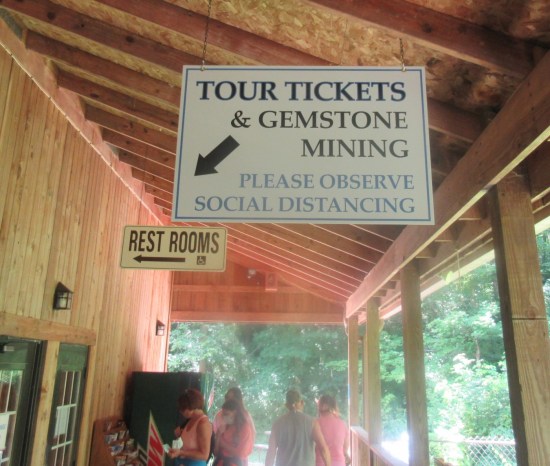 TOUR TICKETS
& GEMSTONE
MINING
PLEASE OBSERVE
SOCIAL DISTANCING
REST ROOMS